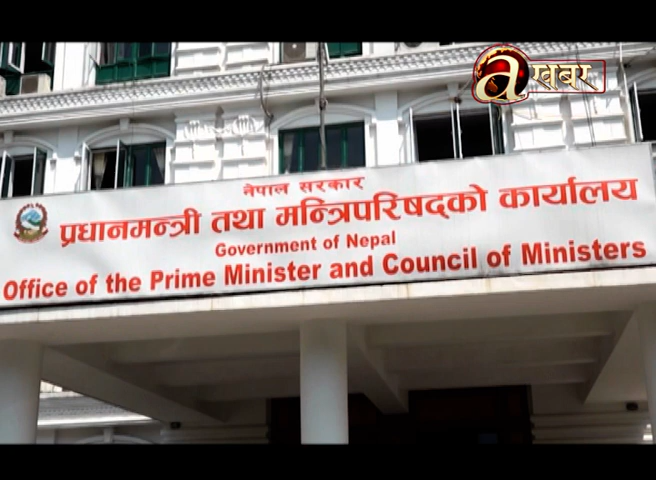 a खबर
नेपाल सरकार
प्रधानमन्त्री तथा मन्त्रिपरिषद्को कार्यालय
Government of Nepal
Office of the Prime Minister and Council of Ministers